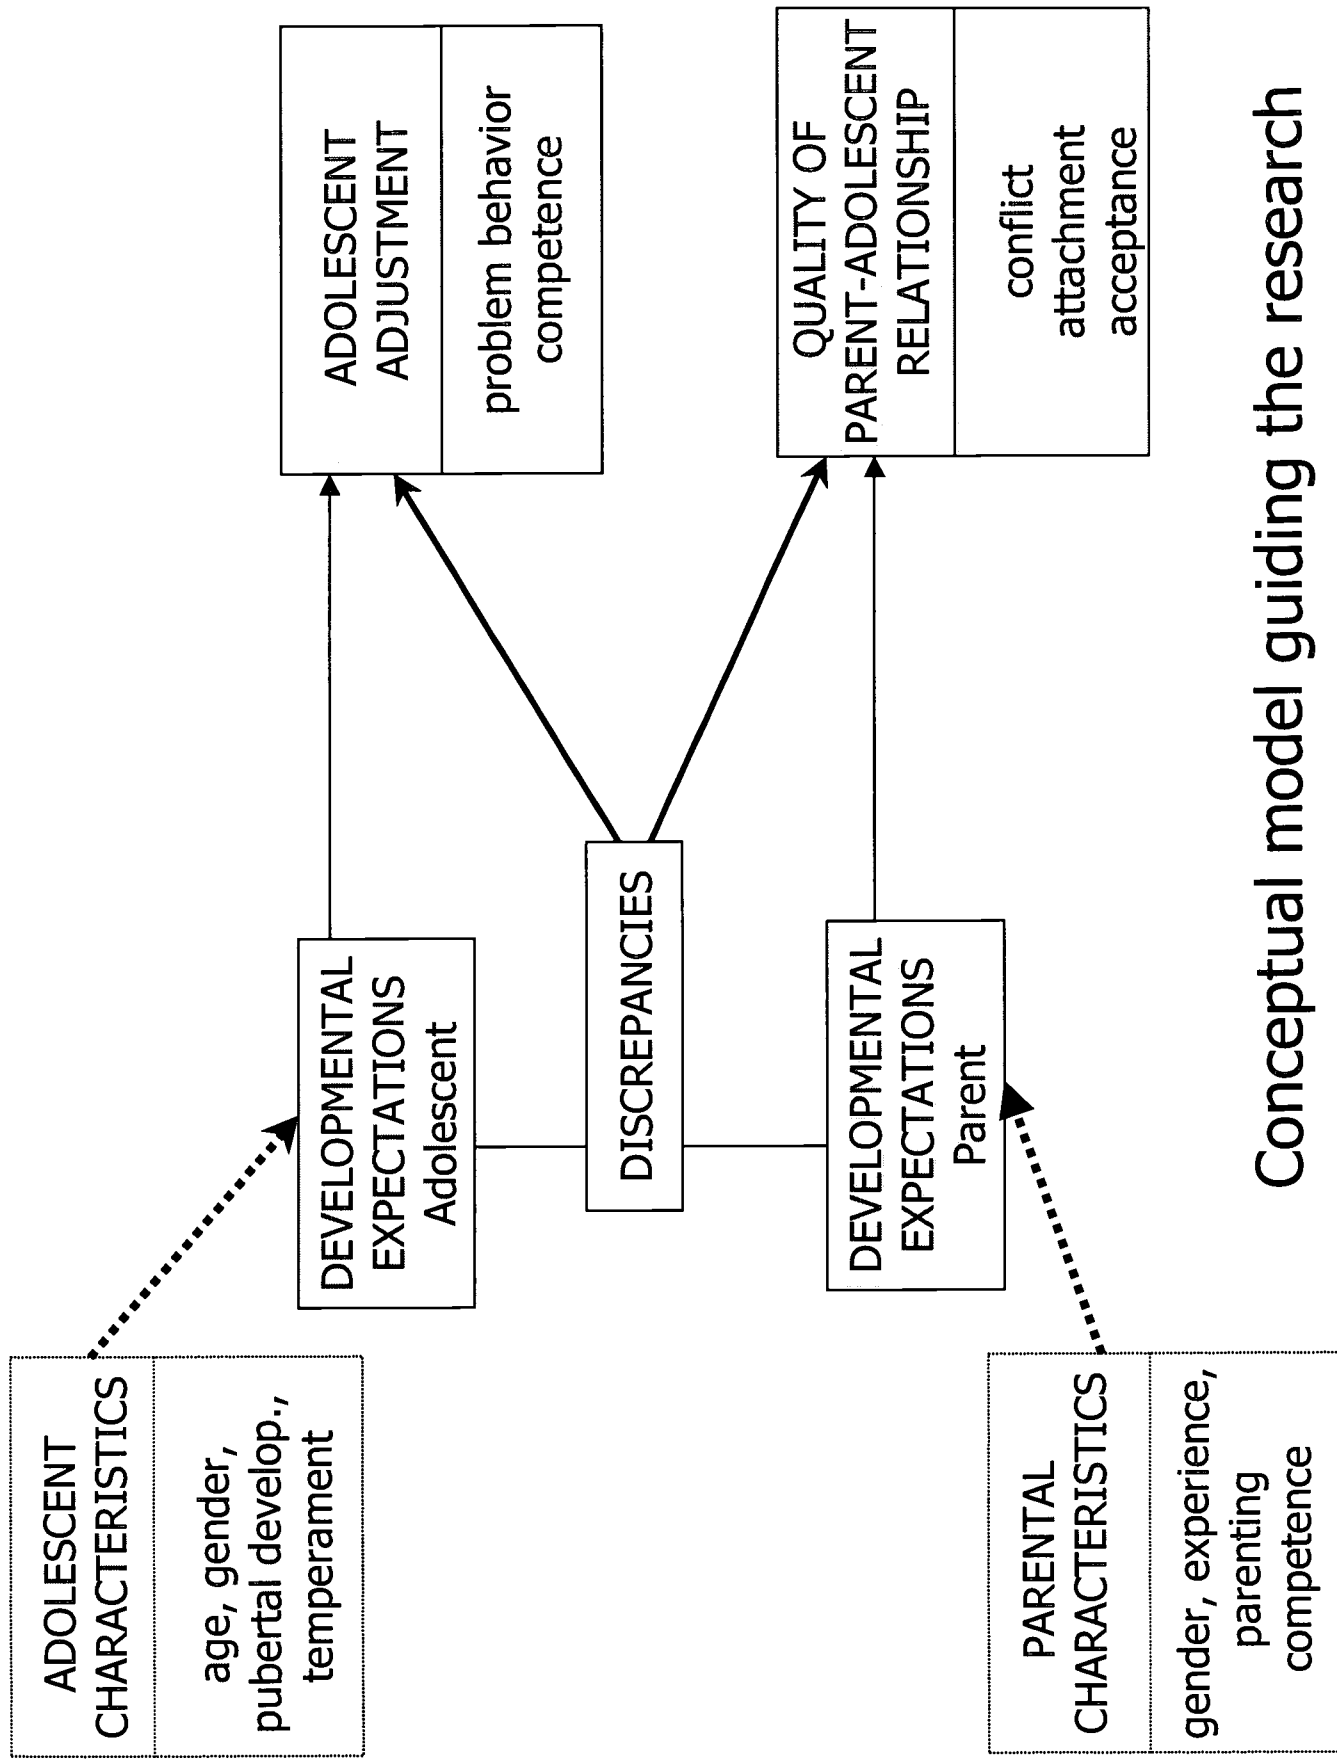 ADOLESCENT
CHARACTERISTICS
age, gender,
pubertal develop.,
temperament
DEVELOPMENTAL
EXPECTATIONS
Adolescent
ADOLESCENT
ADJUSTMENT
problem behavior
competence
DISCREPANCIES
PARENTAL
CHARACTERISTICS
gender, experience,
parenting
competence
DEVELOPMENTAL
EXPECTATIONS
Parent
QUALITY OF
PARENT-ADOLESCENT
RELATIONSHIP
conflict
attachment
acceptance
Conceptual model guiding the research